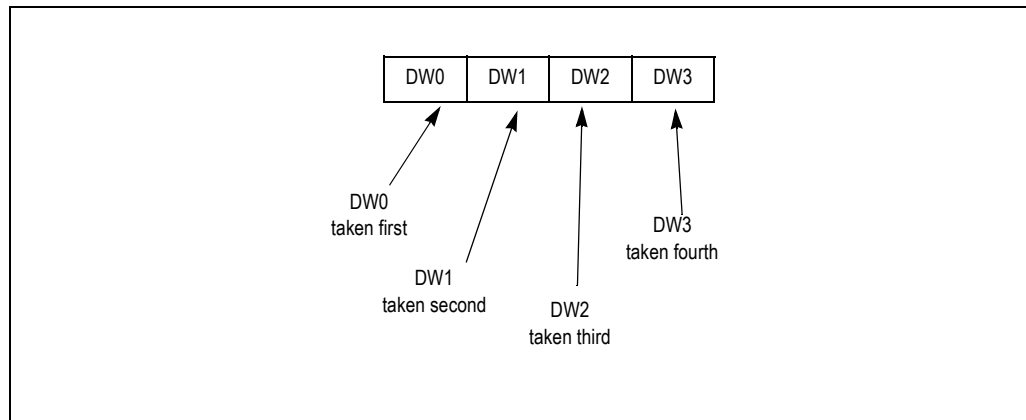 DW0 DW1 DW2 DW3
DW0
taken first
DW1
taken second
DW2
taken third
DW3
taken fourth